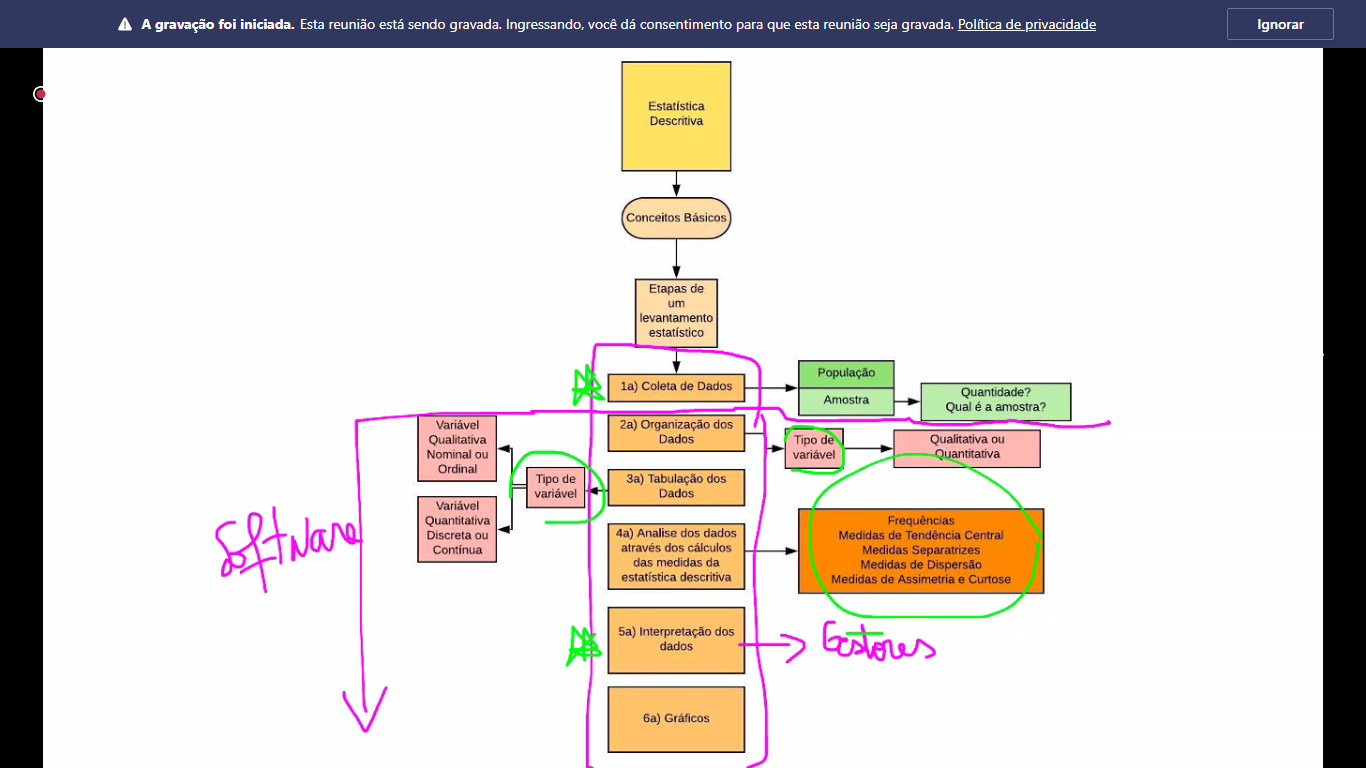 A gravação foi iniciada. Esta reunião está sendo gravada. Ingressando, você dá consentimento para que esta reunião seja gravada. Política de privacidade
Ignorar
Estatística
Descritiva
Conceitos Básicos
Etapas de
um
levantamento
estatístico
1a) Coleta de Dados
População
Amostra
Quantidade?
Qual é a amostra?
2a) Organização dos
Dados
Tipo de
variável
Qualitativa ou
Quantitativa
Variável
Qualitativa
Nominal ou
Ordinal
Tipo de
variável
3a) Tabulação dos
Dados
Variável
Quantitativa
Discreta ou
Contínua
Software
4a) Analise dos dados
através dos cálculos
das medidas da
estatística descritiva
Frequências
Medidas de Tendência Central
Medidas Separatrizes
Medidas de Dispersão
Medidas de Assimetria e Curtose
5a) Interpretação dos
dados
Gestores
6a) Gráficos